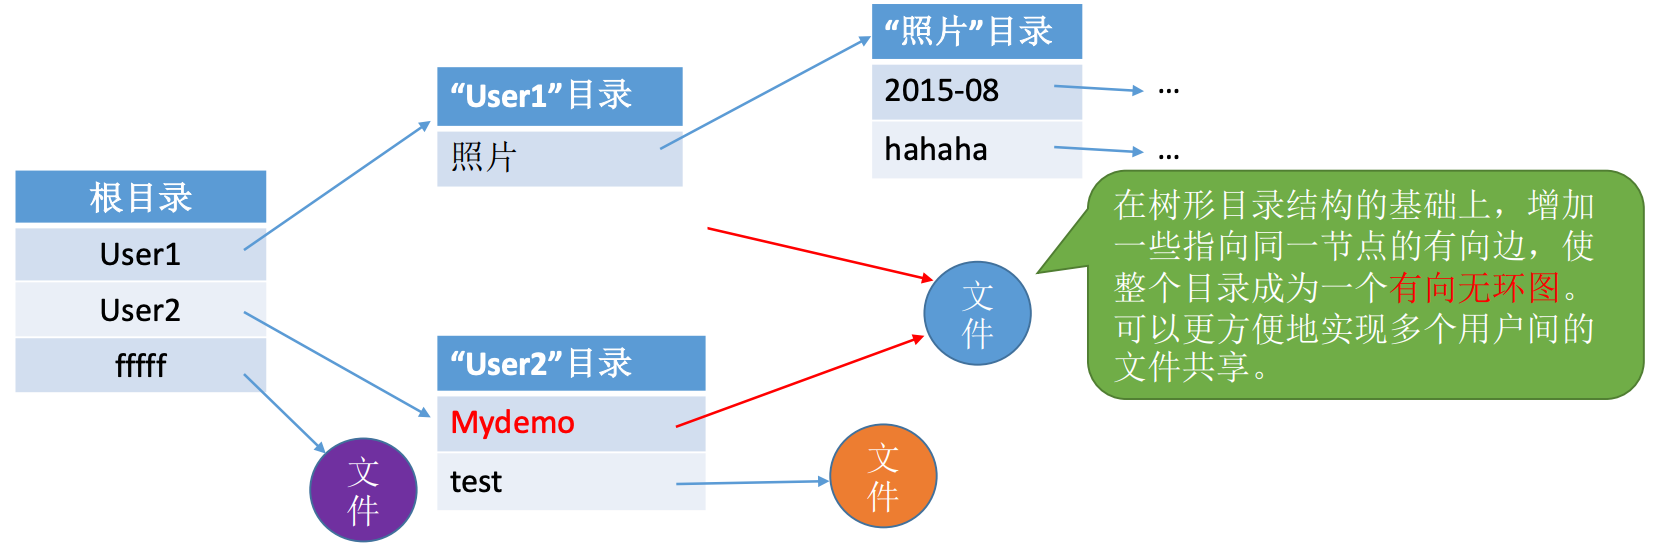 根目录
User1
User2
fffff
“User1”目录
照片
“照片”目录
2015-08
...
hahaha
...
“User2”目录
Mydemo
test
文
件
文
件
文
件
在树形目录结构的基础上，增加
一些指向同一节点的有向边，使
整个目录成为一个有向无环图。
可以更方便地实现多个用户间的
文件共享。